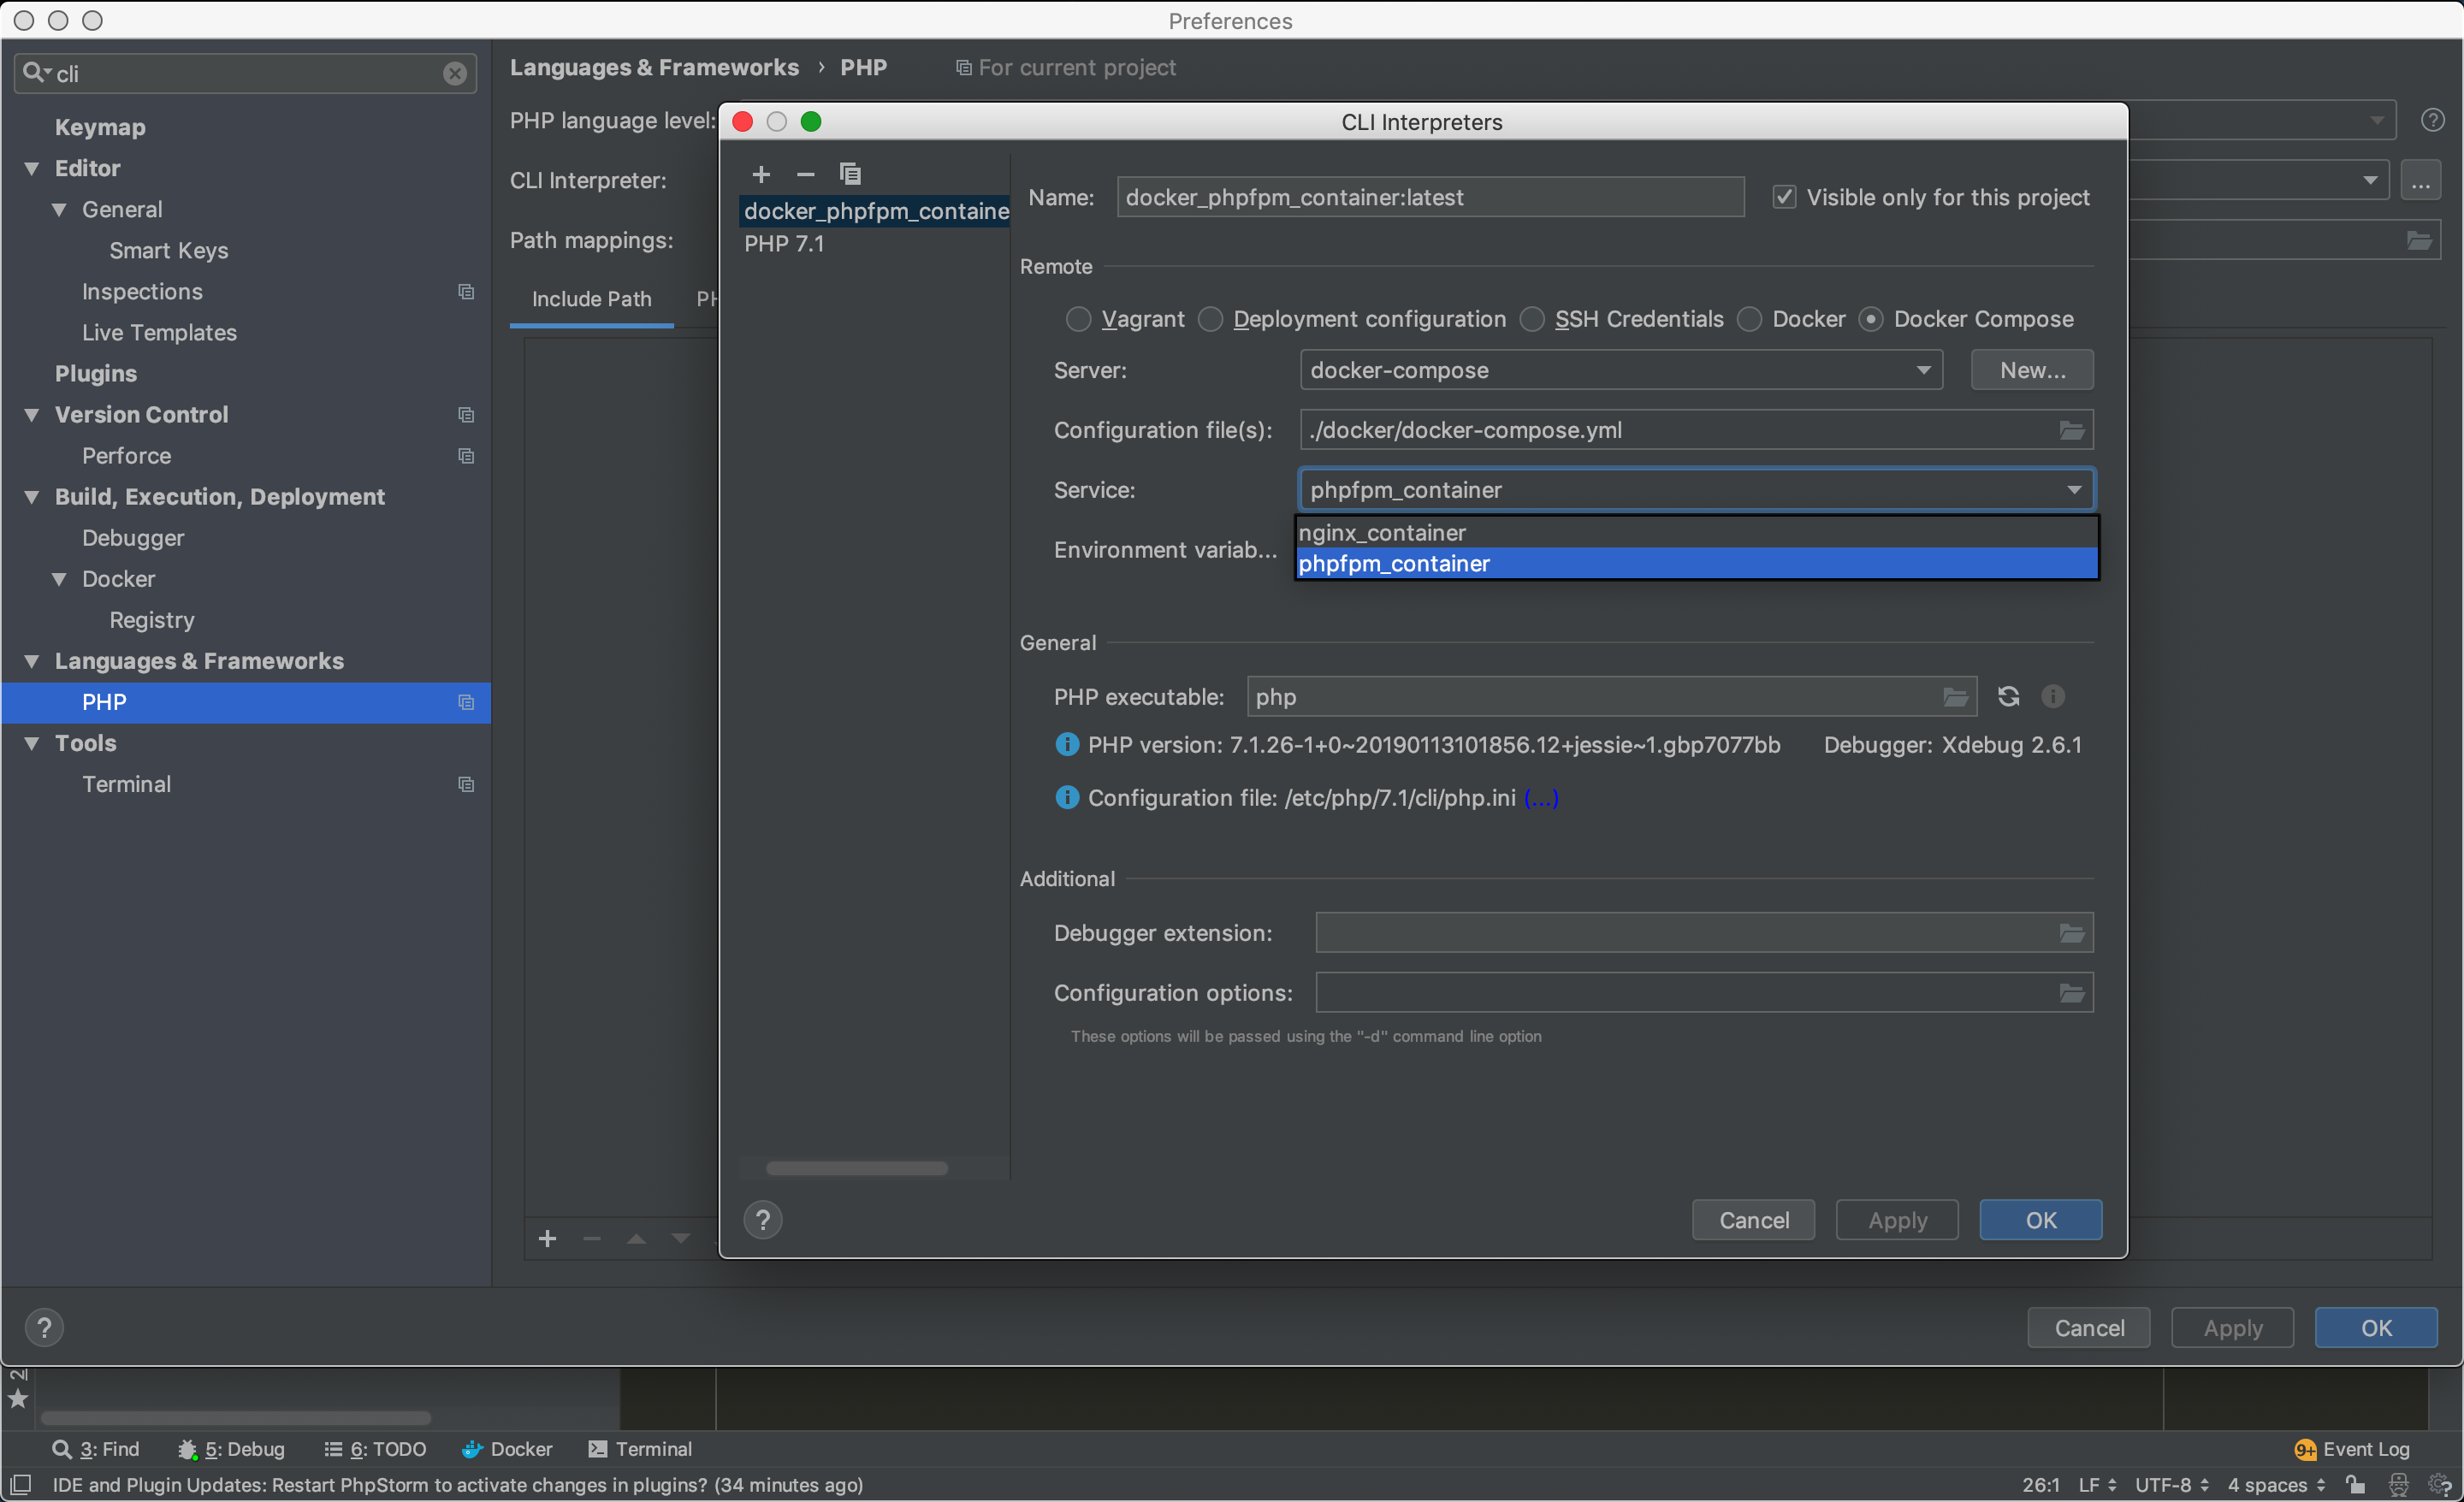 Preferences
cli
Keymap
Editor
General
Smart Keys
Inspections
Live Templates
Plugins
Version Control
Perforce
Build, Execution, Deployment
Debugger
Docker
Registry
Languages & Frameworks
PHP
Tools
Terminal
Languages & Frameworks › PHP For current project
PHP language level:
CLI Interpreter:
...
Path mappings:
Include Path
CLI Interpreters
docker_phpfpm_containe
PHP 7.1
Name: docker_phpfpm_container:latest Visible only for this project
Remote
Vagrant Deployment configuration SSH Credentials Docker Docker Compose
Server: docker-compose New...
Configuration file(s): ./docker/docker-compose.yml
Service: phpfpm_container
nginx_container
phpfpm_container
Environment variab...
General
PHP executable: php
PHP version: 7.1.26-1+0~20190113101856.12+jessie~1.gbp7077bb Debugger: Xdebug 2.6.1
Configuration file: /etc/php/7.1/cli/php.ini (...)
Additional
Debugger extension:
Configuration options:
These options will be passed using the "-d" command line option
? Cancel Apply OK
? Cancel Apply OK
3: Find 5: Debug 6: TODO Docker Terminal 9+ Event Log
IDE and Plugin Updates: Restart PhpStorm to activate changes in plugins? (34 minutes ago) 26:1 LF UTF-8 4 spaces